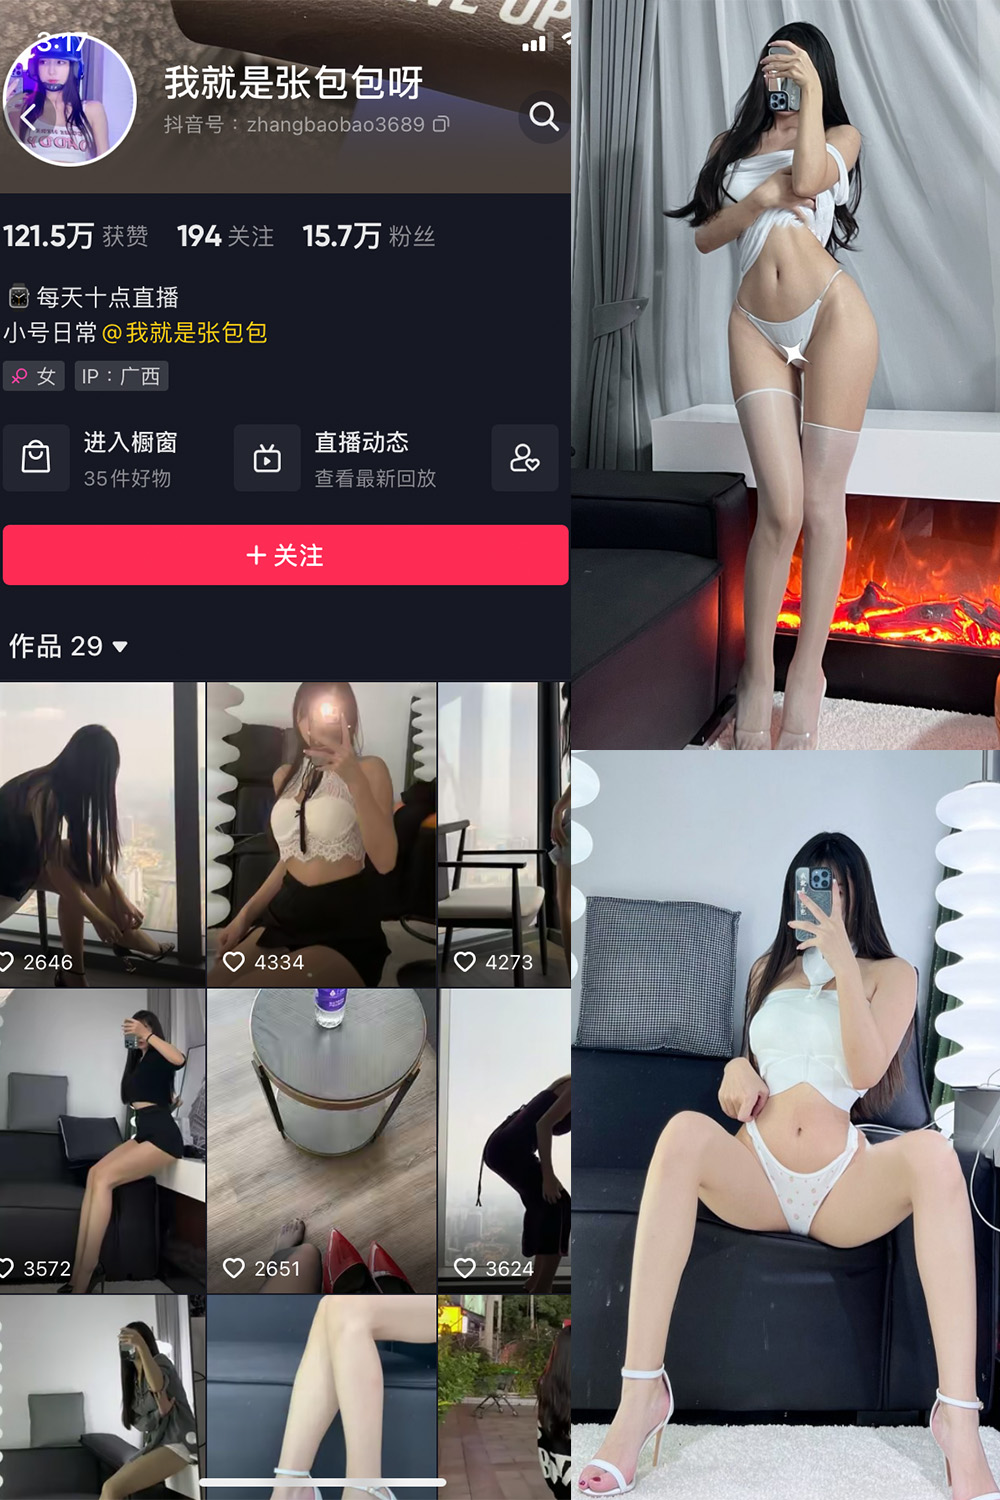 3:17
我就是张包包呀
抖音号：zhangbaobao3689
121.5万 获赞 194 关注 15.7万 粉丝
每天十点直播
小号日常@我就是张包包
女 IP：广西
进入橱窗
35件好物
直播动态
查看最新回放
+ 关注
作品 29
2646
4334
4273
3572
2651
3624